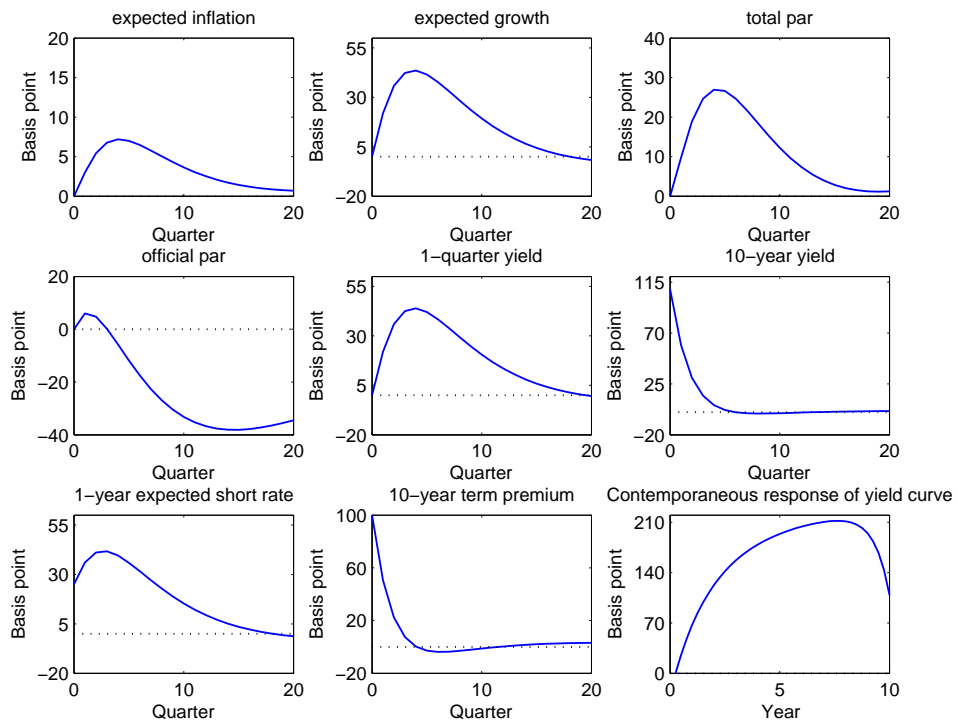 expected inflation
20
15
10
5
0
Basis point
0 10 20
Quarter
expected growth
55
30
5
−20
Basis point
0 10 20
Quarter
total par
40
30
20
10
0
Basis point
0 10 20
Quarter
official par
20
0
−20
−40
Basis point
0 10 20
Quarter
1−quarter yield
55
30
5
−20
Basis point
0 10 20
Quarter
10−year yield
115
70
25
−20
Basis point
0 10 20
Quarter
1−year expected short rate
55
30
5
−20
Basis point
0 10 20
Quarter
10−year term premium
100
60
20
−20
Basis point
0 10 20
Quarter
Contemporaneous response of yield curve
210
140
70
0
Basis point
0 5 10
Year